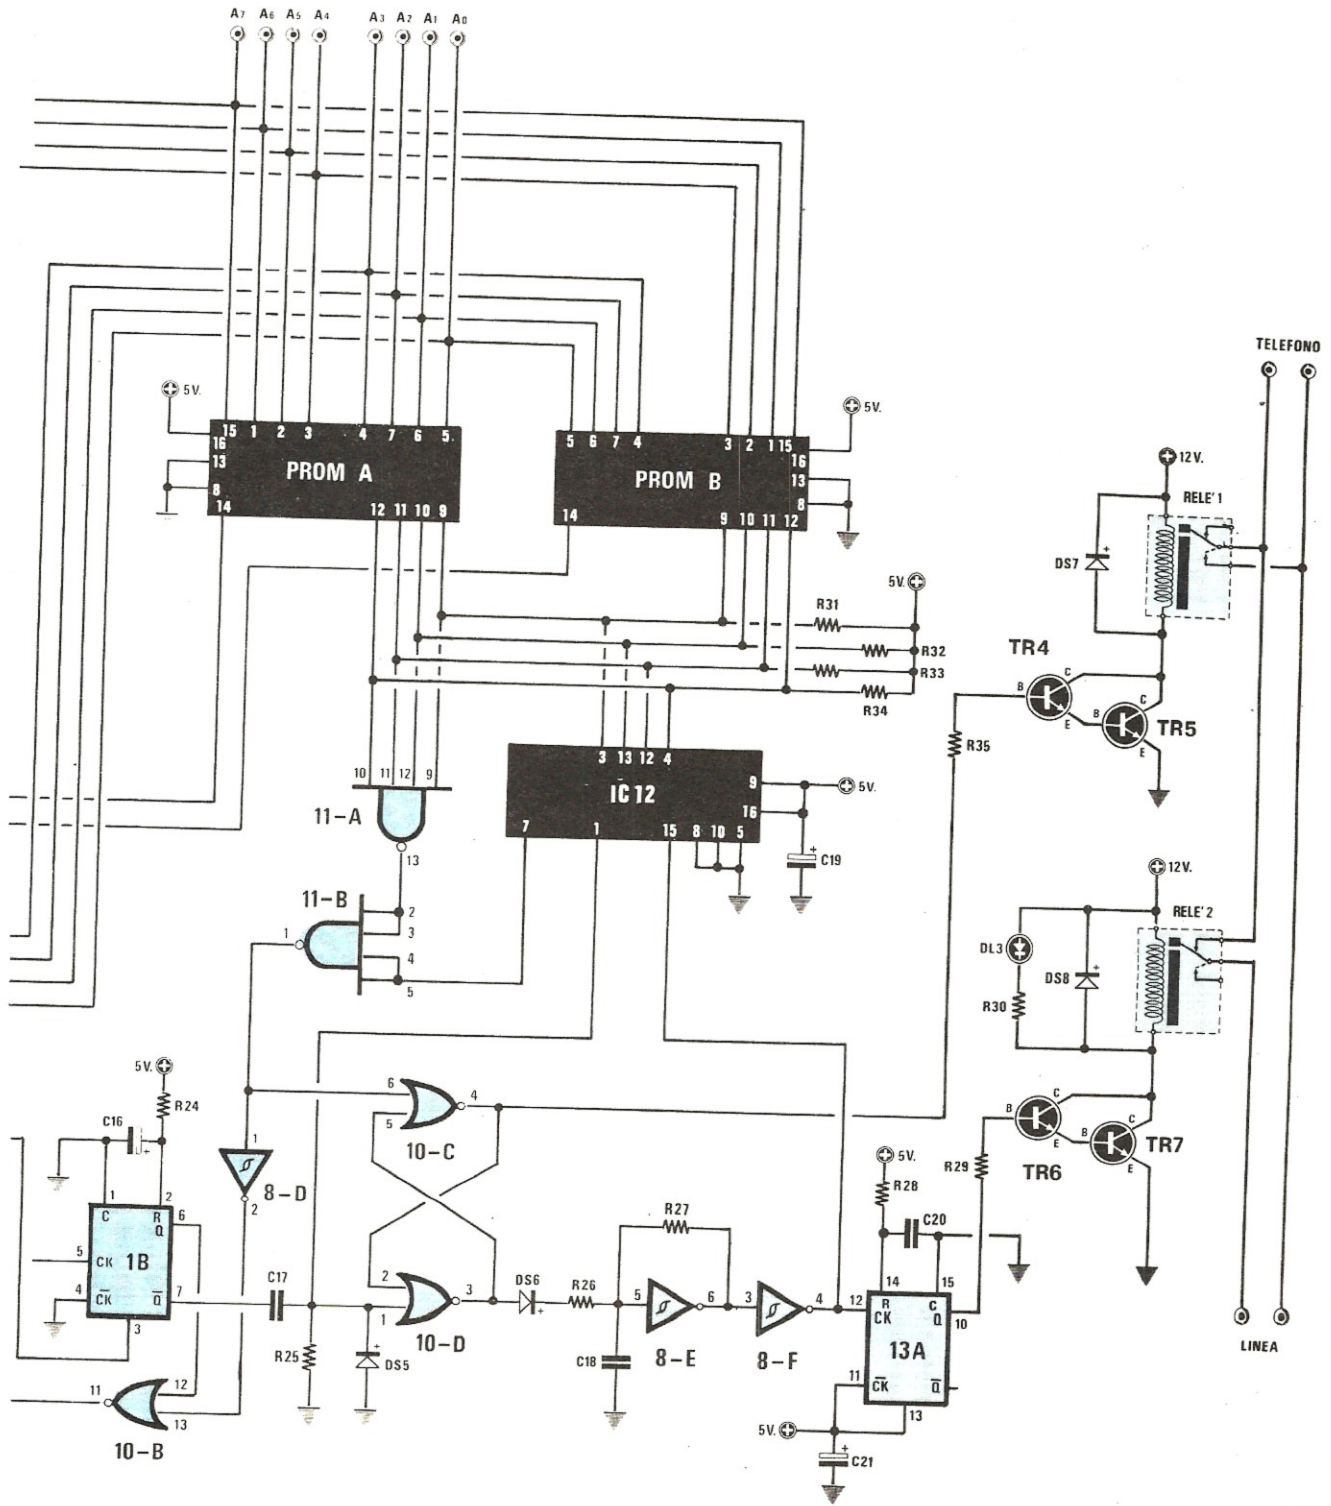 A7 A6 A5 A4 A3 A2 A1 A0
TELEFONO
5V.
5V.
15 1 2 3 4 7 6 5
16
13
8
14
PROM A
12 11 10 9
5 6 7 4 3 2 1 15
16
13
8
14
PROM B
9 10 11 12
12V.
RELE' 1
DS7
5V.
R31
R32
R33
R34
TR4
B C E
B C E
TR5
R35
10 11 12 9
11-A
13
3 13 12 4
IC12
9
16
5V.
7 1 15 8 10 5
C19
11-B
1
2
3
4
5
12V.
RELE' 2
DL3
DS8
R30
5V.
R24
C16
6
5
4
10-C
1
8-D
2
B C E
TR6
B C E
TR7
R29
5V.
R28
C20
1 2
C R
Q
6
5 CK
1B
4 CK
Q
7
3
C17
R27
2
1
3
10-D
DS6
R26
5 6
8-E
3 4
8-F
C18
R25
DS5
14 15
12
R C
CK Q
10
13A
11
CK Q
13
5V.
C21
11
12
13
10-B
LINEA